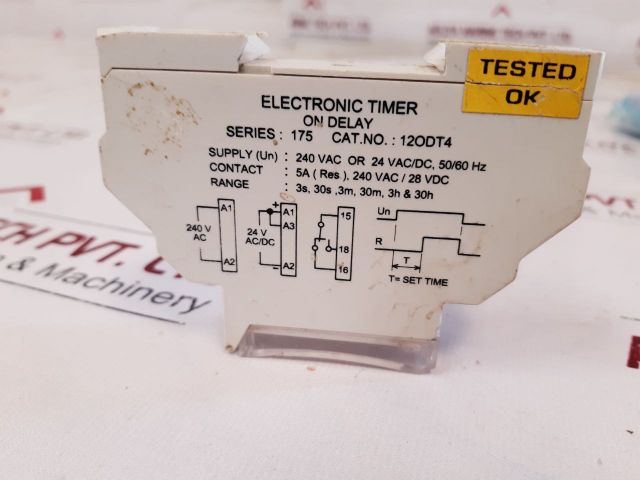 TESTED
OK
ELECTRONIC TIMER
ON DELAY
SERIES : 175 CAT.NO. : 12ODT4
SUPPLY (Un) : 240 VAC OR 24 VAC/DC, 50/60 Hz
CONTACT : 5A ( Res ). 240 VAC / 28 VDC
RANGE : 3s, 30s ,3m, 30m, 3h & 30h
A1
240 V
AC
A2
+
A1
A3
24 V
AC/DC
A2
–
15
18
16
Un
R
T
T= SET TIME
ECH PVT. L
& Machinery